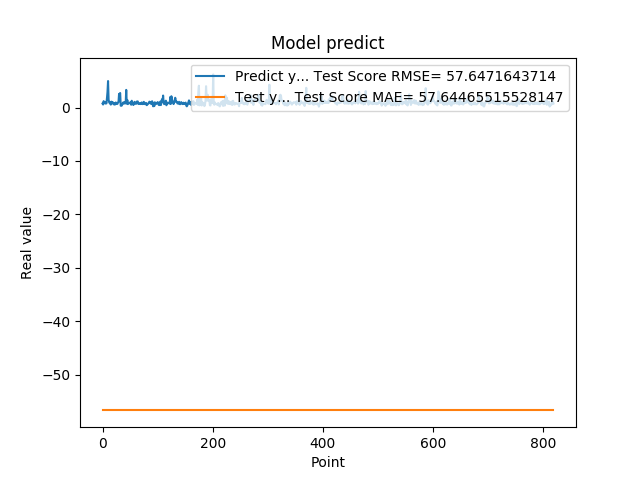 Model predict
Predict y... Test Score RMSE= 57.6471643714
Test y... Test Score MAE= 57.64465515528147
Real value
0
−10
−20
−30
−40
−50
0 200 400 600 800
Point